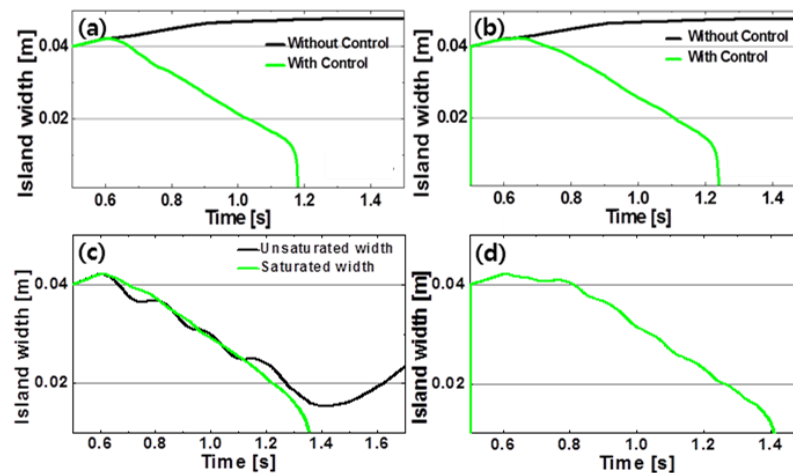 (a)
Without Control
With Control
Island width [m]
0.04
0.02
0.6 0.8 1.0 1.2 1.4
Time [s]
(b)
Without Control
With Control
Island width [m]
0.04
0.02
0.6 0.8 1.0 1.2 1.4
Time [s]
(c)
Unsaturated width
Saturated width
Island width [m]
0.04
0.02
0.6 0.8 1.0 1.2 1.4 1.6
Time [s]
(d)
Island width [m]
0.04
0.02
0.6 0.8 1.0 1.2 1.4
Time [s]